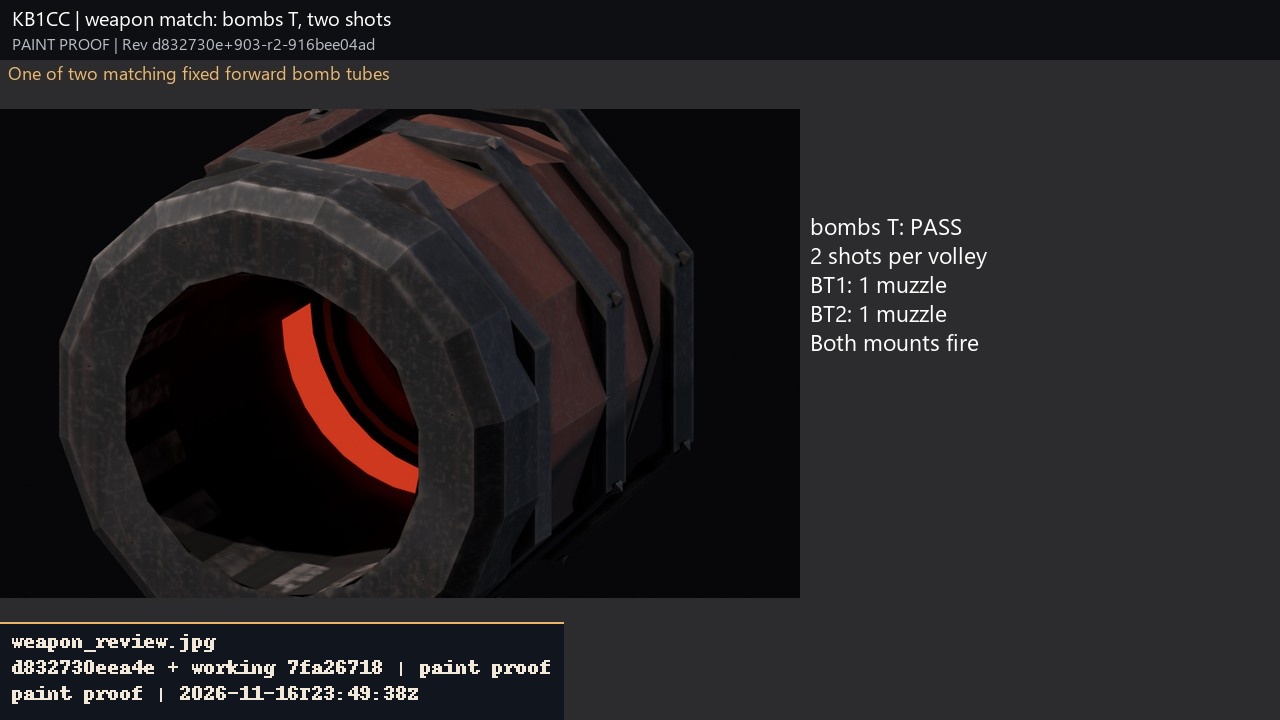 KB1CC | weapon match: bombs T, two shots
PAINT PROOF | Rev d832730e+903-r2-916bee04ad
One of two matching fixed forward bomb tubes
bombs T: PASS
2 shots per volley
BT1: 1 muzzle
BT2: 1 muzzle
Both mounts fire
weapon_review.jpg
d832730eea4e + working 7fa26718 | paint proof
paint proof | 2026-11-16T23:49:38Z